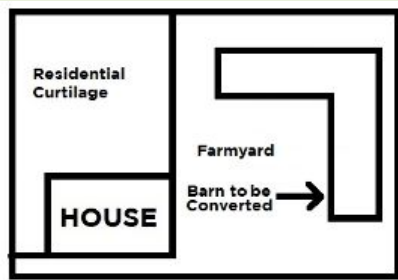 Residential
Curtilage
HOUSE
Farmyard
Barn to be
Converted